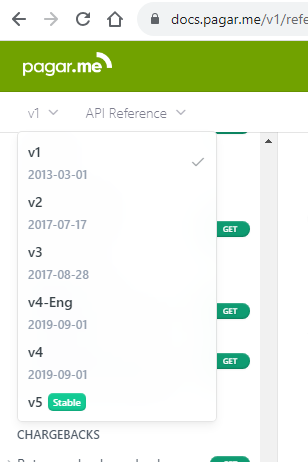 docs.pagar.me/v1/refe
pagar.me
v1
API Reference
v1
2013-03-01
v2
2017-07-17
GET
v3
2017-08-28
v4-Eng
2019-09-01
GET
v4
2019-09-01
GET
v5 Stable
CHARGEBACKS